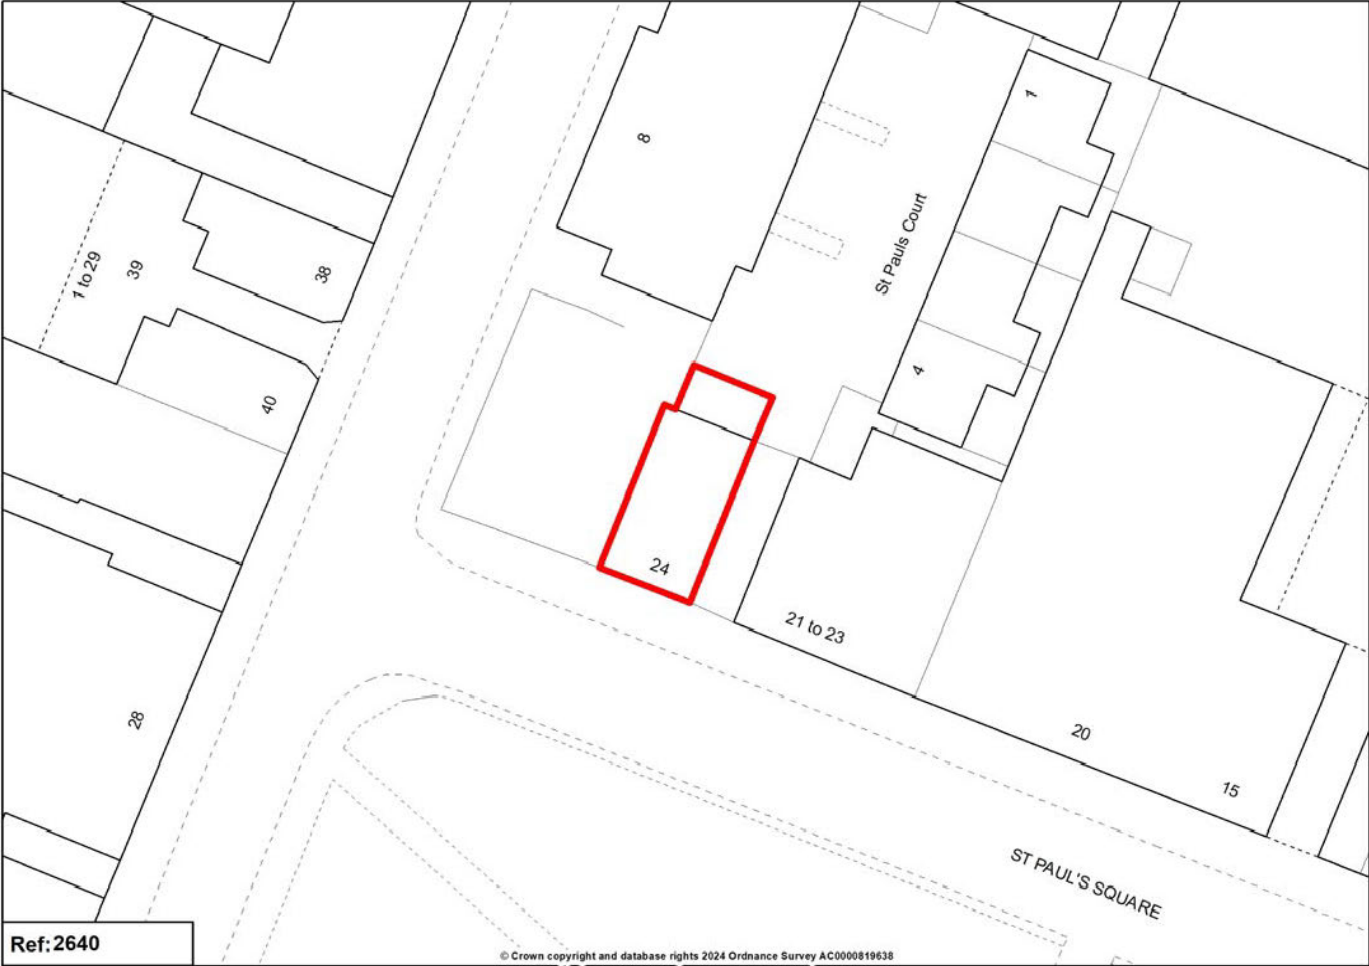 8
1
St Pauls Court
1 to 29
39
38
4
40
24
21 to 23
28
20
15
ST PAUL'S SQUARE
Ref:2640
© Crown copyright and database rights 2024 Ordnance Survey AC0000819638